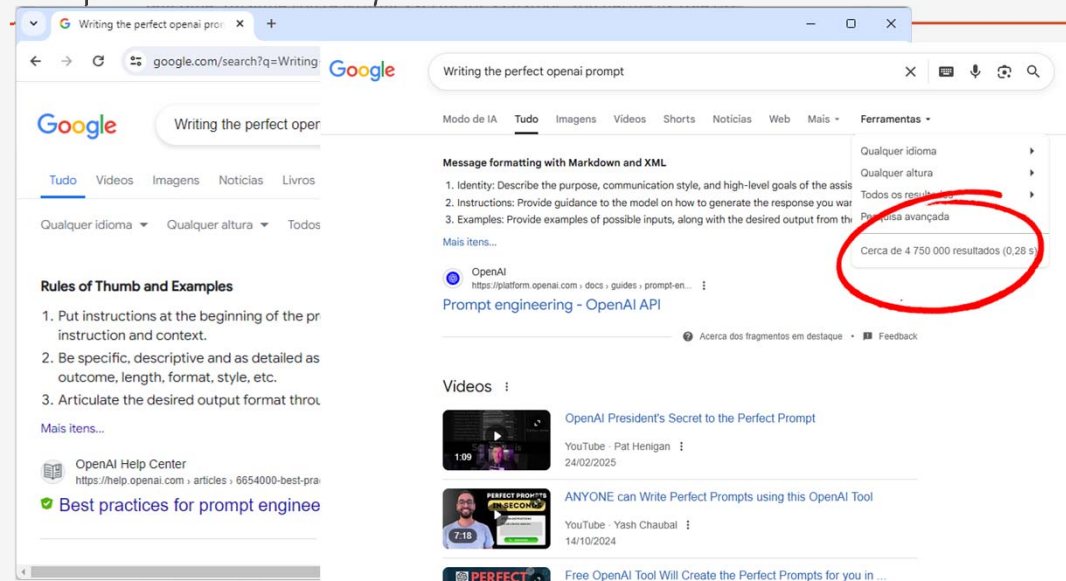 Writing the perfect openai pron
google.com/search?q=Writing
Google
Writing the perfect oper
Tudo Vídeos Imagens Notícias Livros
Qualquer idioma Qualquer altura Todos
Rules of Thumb and Examples
1. Put instructions at the beginning of the pr
instruction and context.
2. Be specific, descriptive and as detailed as
outcome, length, format, style, etc.
3. Articulate the desired output format throu
Mais itens...
OpenAI Help Center
https://help.openai.com › articles › 6654000-best-pra
Best practices for prompt enginee
Google
Writing the perfect openai prompt
Modo de IA Tudo Imagens Vídeos Shorts Notícias Web Mais Ferramentas
Qualquer idioma
Qualquer altura
Todos os resultados
Pesquisa avançada
Cerca de 4 750 000 resultados (0,28 s)
Message formatting with Markdown and XML
1. Identity: Describe the purpose, communication style, and high-level goals of the assis
2. Instructions: Provide guidance to the model on how to generate the response you wan
3. Examples: Provide examples of possible inputs, along with the desired output from the
Mais itens...
OpenAI
https://platform.openai.com › docs › guides › prompt-en...
Prompt engineering - OpenAI API
Acerca dos fragmentos em destaque • Feedback
Vídeos
1:09
OpenAI President's Secret to the Perfect Prompt
YouTube · Pat Henigan
24/02/2025
PERFECT PROMPTS
IN SECONDS
7:18
ANYONE can Write Perfect Prompts using this OpenAI Tool
YouTube · Yash Chaubal
14/10/2024
PERFECT
Free OpenAI Tool Will Create the Perfect Prompts for you in ...